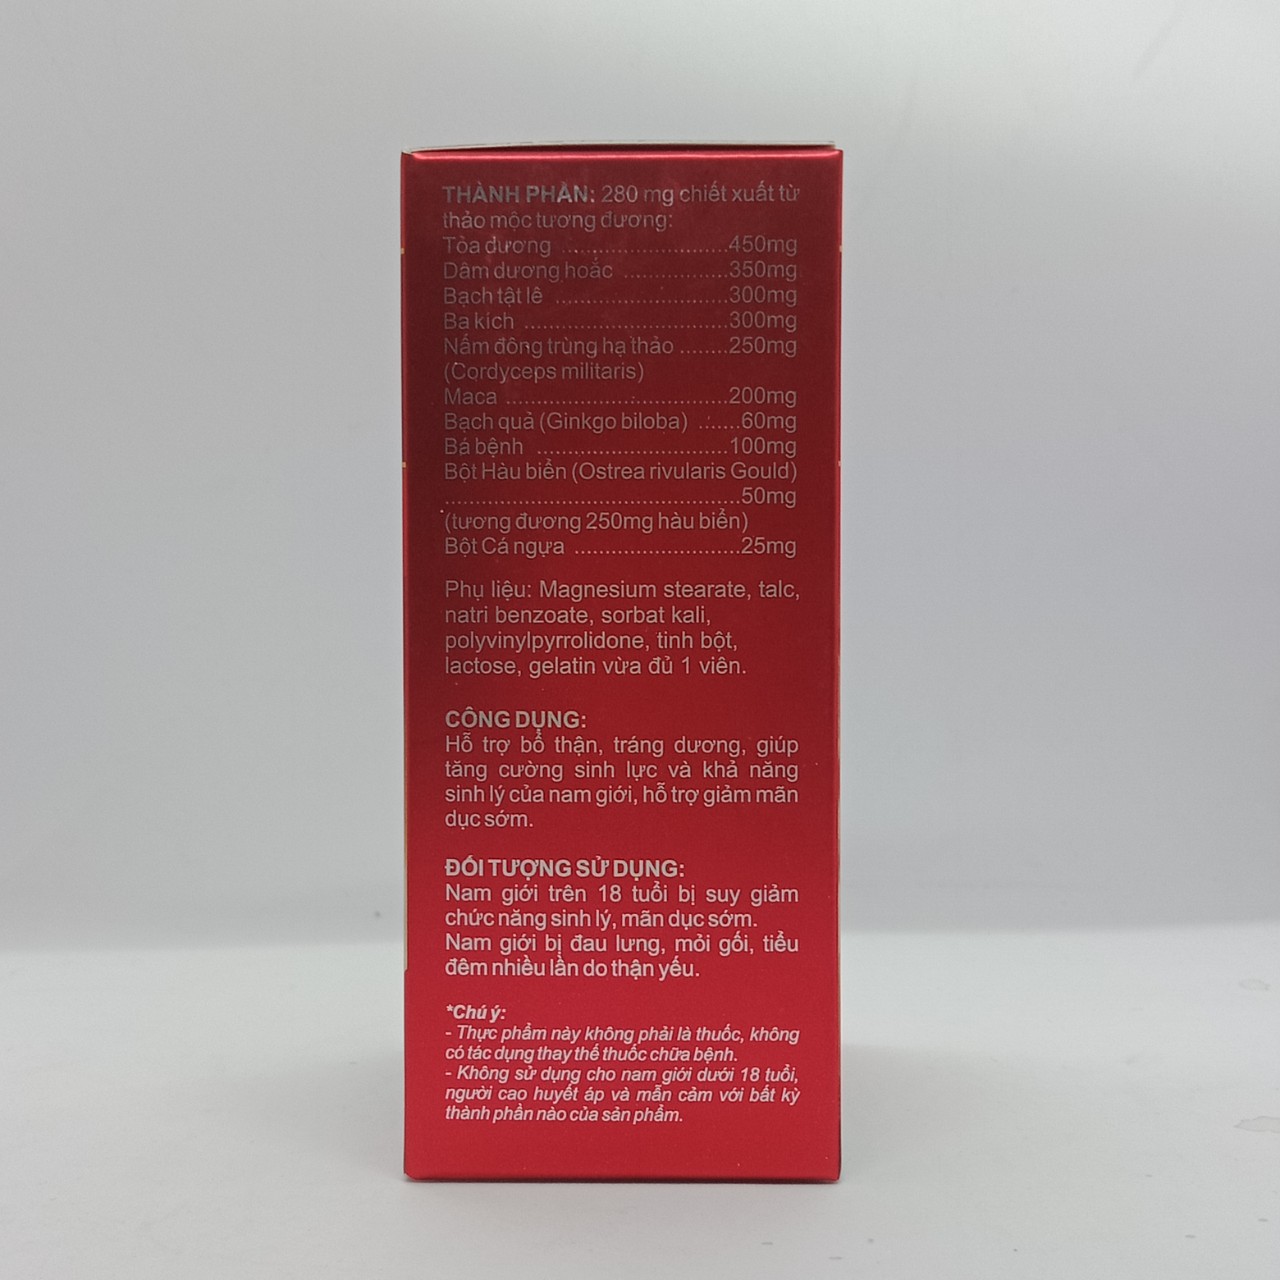 THÀNH PHẦN: 280 mg chiết xuất từ
thảo mộc tương đương:
Tỏa dương ............................450mg
Dâm dương hoắc .................350mg
Bạch tật lê .............................300mg
Ba kích ..................................300mg
Nấm đông trùng hạ thảo ........250mg
(Cordyceps militaris)
Maca .....................................200mg
Bạch quả (Ginkgo biloba) .......60mg
Bá bệnh ................................100mg
Bột Hàu biển (Ostrea rivularis Gould)
.................................................50mg
(tương đương 250mg hàu biển)
Bột Cá ngựa ............................25mg
Phụ liệu: Magnesium stearate, talc,
natri benzoate, sorbat kali,
polyvinylpyrrolidone, tinh bột,
lactose, gelatin vừa đủ 1 viên.
CÔNG DỤNG:
Hỗ trợ bổ thận, tráng dương, giúp
tăng cường sinh lực và khả năng
sinh lý của nam giới, hỗ trợ giảm mãn
dục sớm.
ĐỐI TƯỢNG SỬ DỤNG:
Nam giới trên 18 tuổi bị suy giảm
chức năng sinh lý, mãn dục sớm.
Nam giới bị đau lưng, mỏi gối, tiểu
đêm nhiều lần do thận yếu.
*Chú ý:
- Thực phẩm này không phải là thuốc, không
có tác dụng thay thế thuốc chữa bệnh.
- Không sử dụng cho nam giới dưới 18 tuổi,
người cao huyết áp và mẫn cảm với bất kỳ
thành phần nào của sản phẩm.